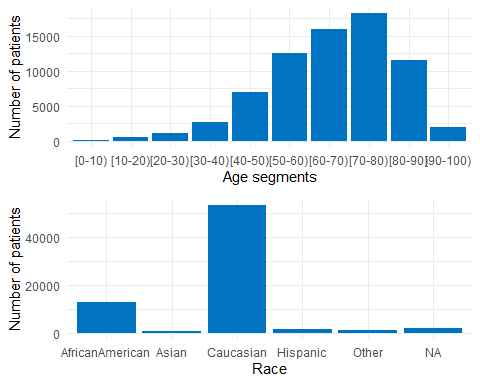 Number of patients
15000
10000
5000
0
[0-10) [10-20) [20-30) [30-40) [40-50) [50-60) [60-70) [70-80) [80-90) [90-100)
Age segments
Number of patients
40000
20000
0
AfricanAmerican Asian Caucasian Hispanic Other NA
Race